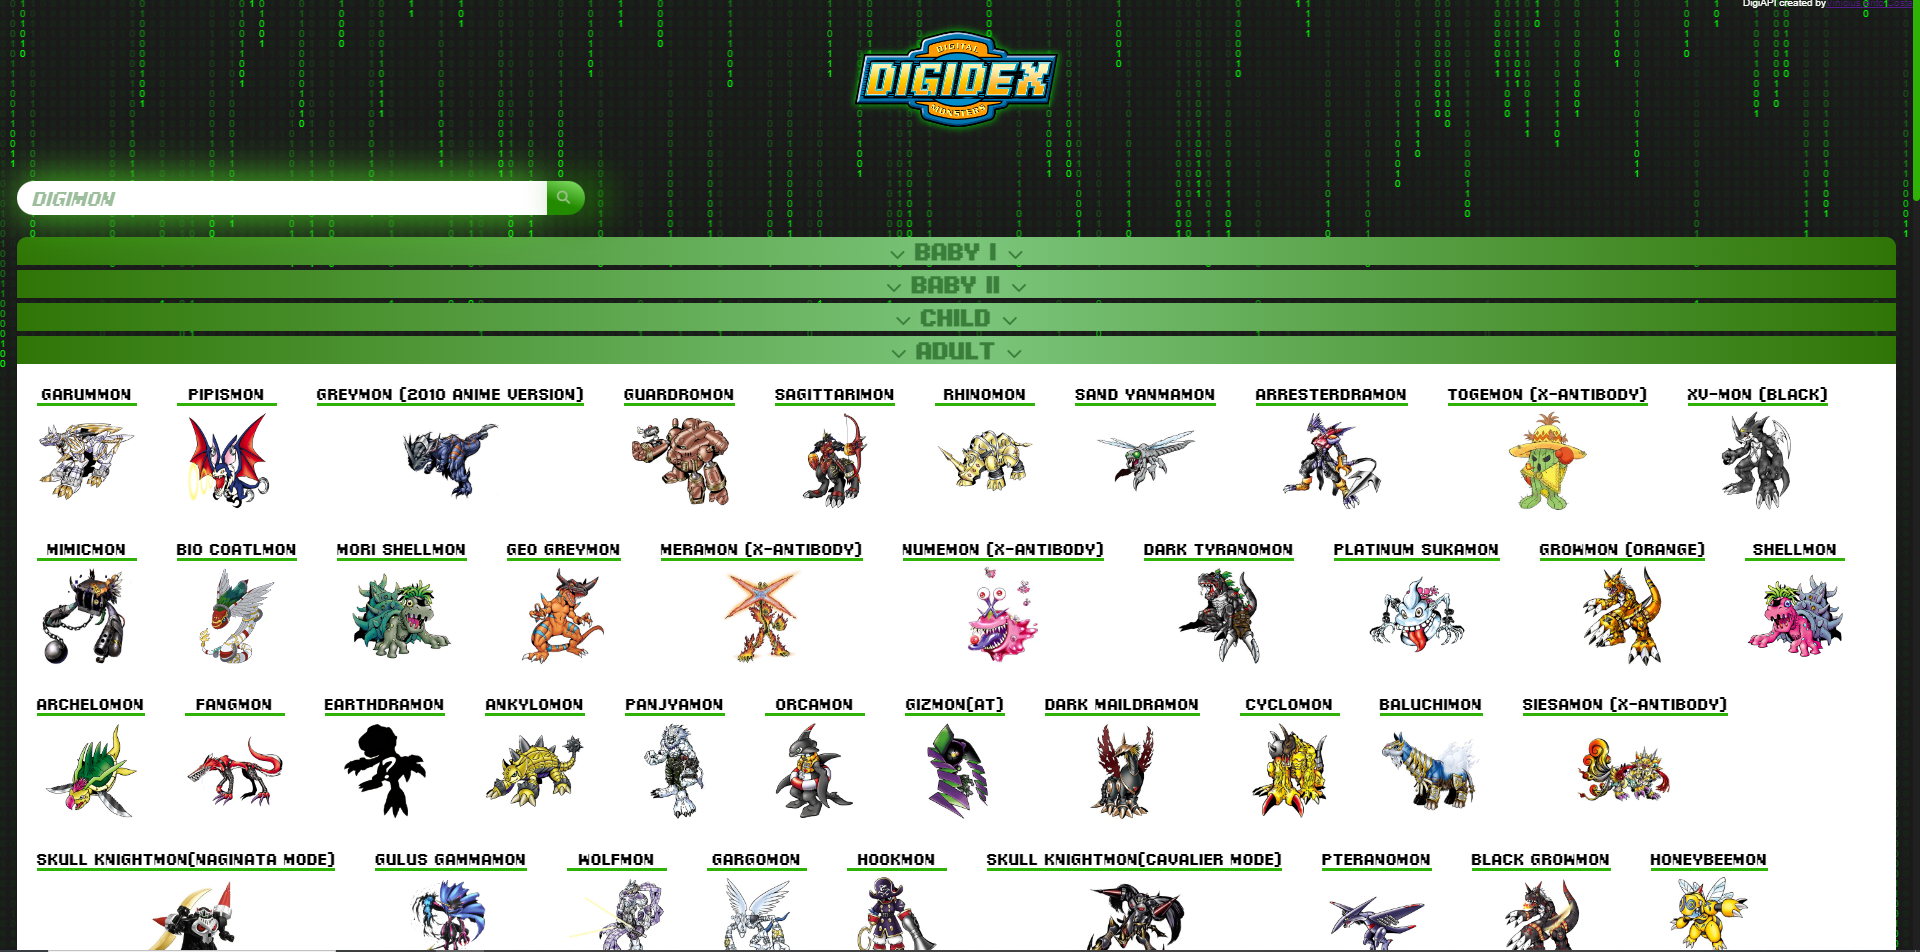 DigiAPI created by
DIGITAL
DIGIDEX
MONSTERS
DIGIMON
BABY I
BABY II
CHILD
ADULT
GARUMMON PIPISMON GREYMON (2010 ANIME VERSION) GUARDROMON SAGITTARIMON RHINOMON SAND YANMAMON ARRESTERDRAMON TOGEMON (X-ANTIBODY) XV-MON (BLACK)
MIMICMON BIO COATLMON MORI SHELLMON GEO GREYMON MERAMON (X-ANTIBODY) NUMEMON (X-ANTIBODY) DARK TYRANOMON PLATINUM SUKAMON GROWMON (ORANGE) SHELLMON
ARCHELOMON FANGMON EARTHDRAMON ANKYLOMON PANJYAMON ORCAMON GIZMON(AT) DARK MAILDRAMON CYCLOMON BALUCHIMON SIESAMON (X-ANTIBODY)
SKULL KNIGHTMON(NAGINATA MODE) GULUS GAMMAMON WOLFMON GARGOMON HOOKMON SKULL KNIGHTMON(CAVALIER MODE) PTERANOMON BLACK GROWMON HONEYBEEMON